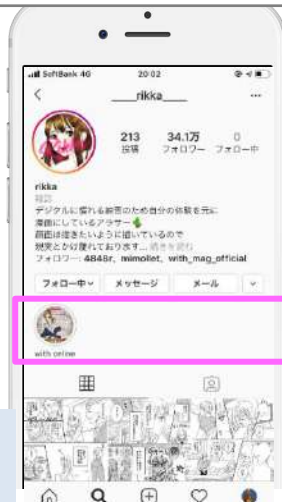 SoftBank 4G 20:02
___rikka___ ...
213 34.1万 0
投稿 フォロワー フォロー中
rikka
雑誌
デジタルに慣れる練習のため自分の体験を元に
漫画にしているアラサー
顔面は描きたいように描いているので
現実とかけ離れております... 続きを読む
フォロワー: 4848r、mimollet、with_mag_official
フォロー中 メッセージ メール
with online